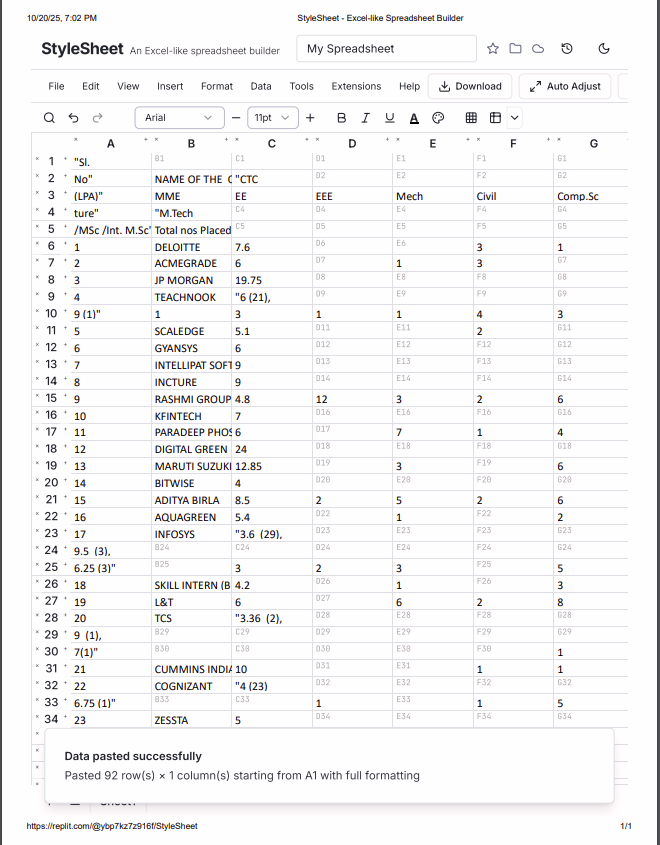 10/20/25, 7:02 PM StyleSheet - Excel-like Spreadsheet Builder
StyleSheet An Excel-like spreadsheet builder My Spreadsheet
File Edit View Insert Format Data Tools Extensions Help Download Auto Adjust
Arial 11pt B I U A
A B C D E F G
1 "Sl. B1 C1 D1 E1 F1 G1
2 No" NAME OF THE C "CTC D2 E2 F2 G2
3 (LPA)" MME EE EEE Mech Civil Comp.Sc
4 ture" "M.Tech C4 D4 E4 F4 G4
5 /MSc /Int. M.Sc" Total nos Placed C5 D5 E5 F5 G5
6 1 DELOITTE 7.6 D6 E6 3 1
7 2 ACMEGRADE 6 D7 1 3 G7
8 3 JP MORGAN 19.75 D8 E8 F8 G8
9 4 TEACHNOOK "6 (21), D9 E9 F9 G9
10 9 (1)" 1 3 1 1 4 3
11 5 SCALEDGE 5.1 D11 E11 2 G11
12 6 GYANSYS 6 D12 E12 F12 G12
13 7 INTELLIPAT SOFT 9 D13 E13 F13 G13
14 8 INCTURE 9 D14 E14 F14 G14
15 9 RASHMI GROUP 4.8 12 3 2 6
16 10 KFINTECH 7 D16 E16 F16 G16
17 11 PARADEEP PHOS 6 D17 7 1 4
18 12 DIGITAL GREEN 24 D18 E18 F18 G18
19 13 MARUTI SUZUKI 12.85 D19 3 F19 6
20 14 BITWISE 4 D20 E20 F20 G20
21 15 ADITYA BIRLA 8.5 2 5 2 6
22 16 AQUAGREEN 5.4 D22 1 F22 2
23 17 INFOSYS "3.6 (29), D23 E23 F23 G23
24 9.5 (3), B24 C24 D24 E24 F24 G24
25 6.25 (3)" B25 3 2 3 F25 5
26 18 SKILL INTERN (B 4.2 D26 1 F26 3
27 19 L&T 6 D27 6 2 8
28 20 TCS "3.36 (2), D28 E28 F28 G28
29 9 (1), B29 C29 D29 E29 F29 G29
30 7(1)" B30 C30 D30 E30 F30 1
31 21 CUMMINS INDIA 10 D31 E31 1 1
32 22 COGNIZANT "4 (23) D32 E32 F32 G32
33 6.75 (1)" B33 C33 1 E33 1 5
34 23 ZESSTA 5 D34 E34 F34 G34
Data pasted successfully
Pasted 92 row(s) × 1 column(s) starting from A1 with full formatting
https://replit.com/@ybp7kz7z916f/StyleSheet 1/1